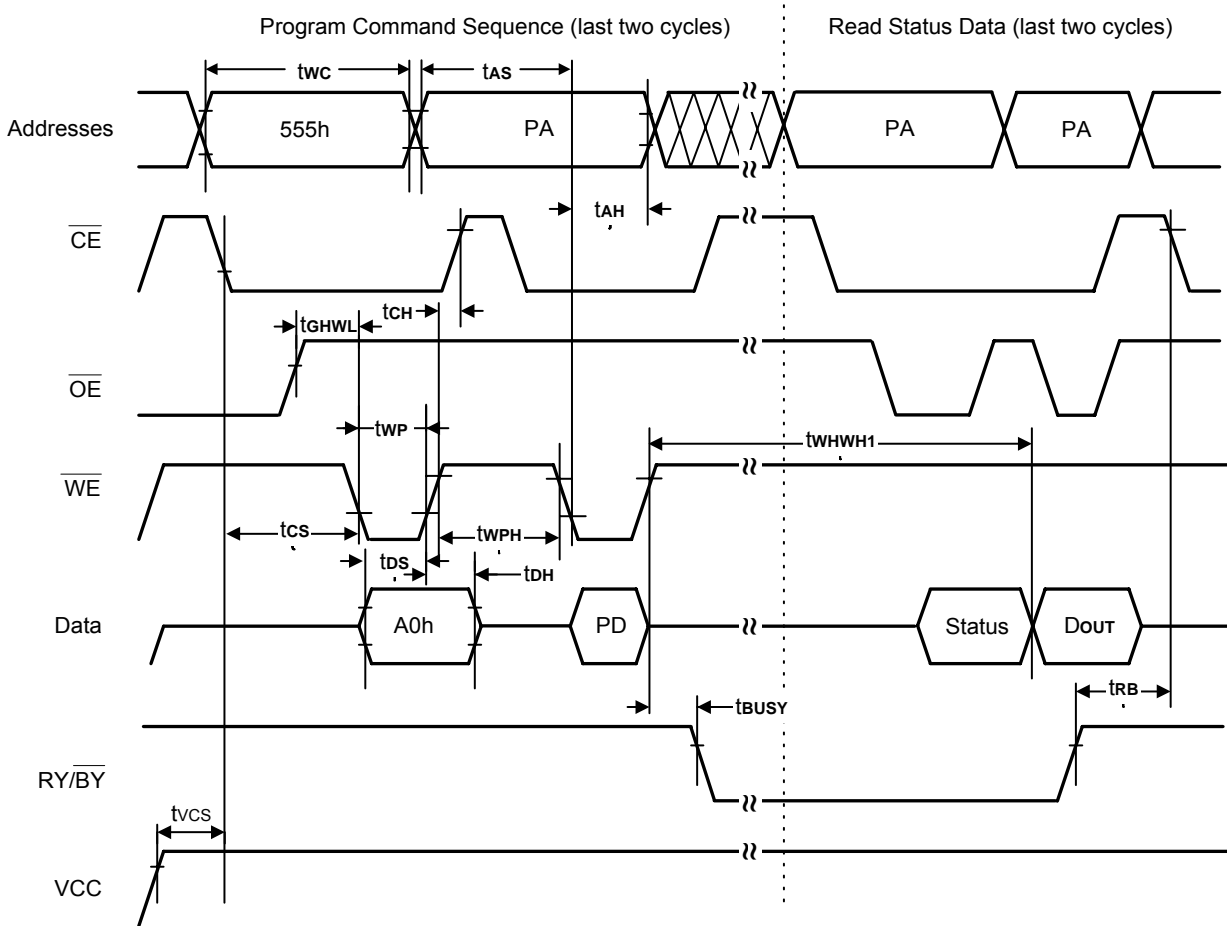 Program Command Sequence (last two cycles)
Read Status Data (last two cycles)
tWC
tAS
Addresses
555h
PA
PA
PA
tAH
CE
tCH
tGHWL
OE
tWP
tWHWH1
WE
tCS
tWPH
tDS
tDH
Data
A0h
PD
Status
DOUT
tRB
tBUSY
RY/BY
tVCS
VCC